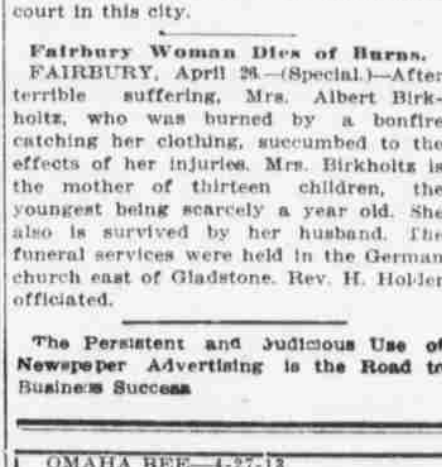 court in this city.
Fairbury Woman Dies of Burns.
FAIRBURY, April 26.—(Special.)—After
terrible suffering, Mrs. Albert Birk-
holtz, who was burned by a bonfire
catching her clothing, succumbed to the
effects of her injuries. Mrs. Birkholtz is
the mother of thirteen children, the
youngest being scarcely a year old. She
also is survived by her husband. The
funeral services were held in the German
church east of Gladstone. Rev. H. Holder
officiated.
The Persistent and Judicious Use of
Newspaper Advertising is the Road to
Business Success
OMAHA BEE—4-27-13